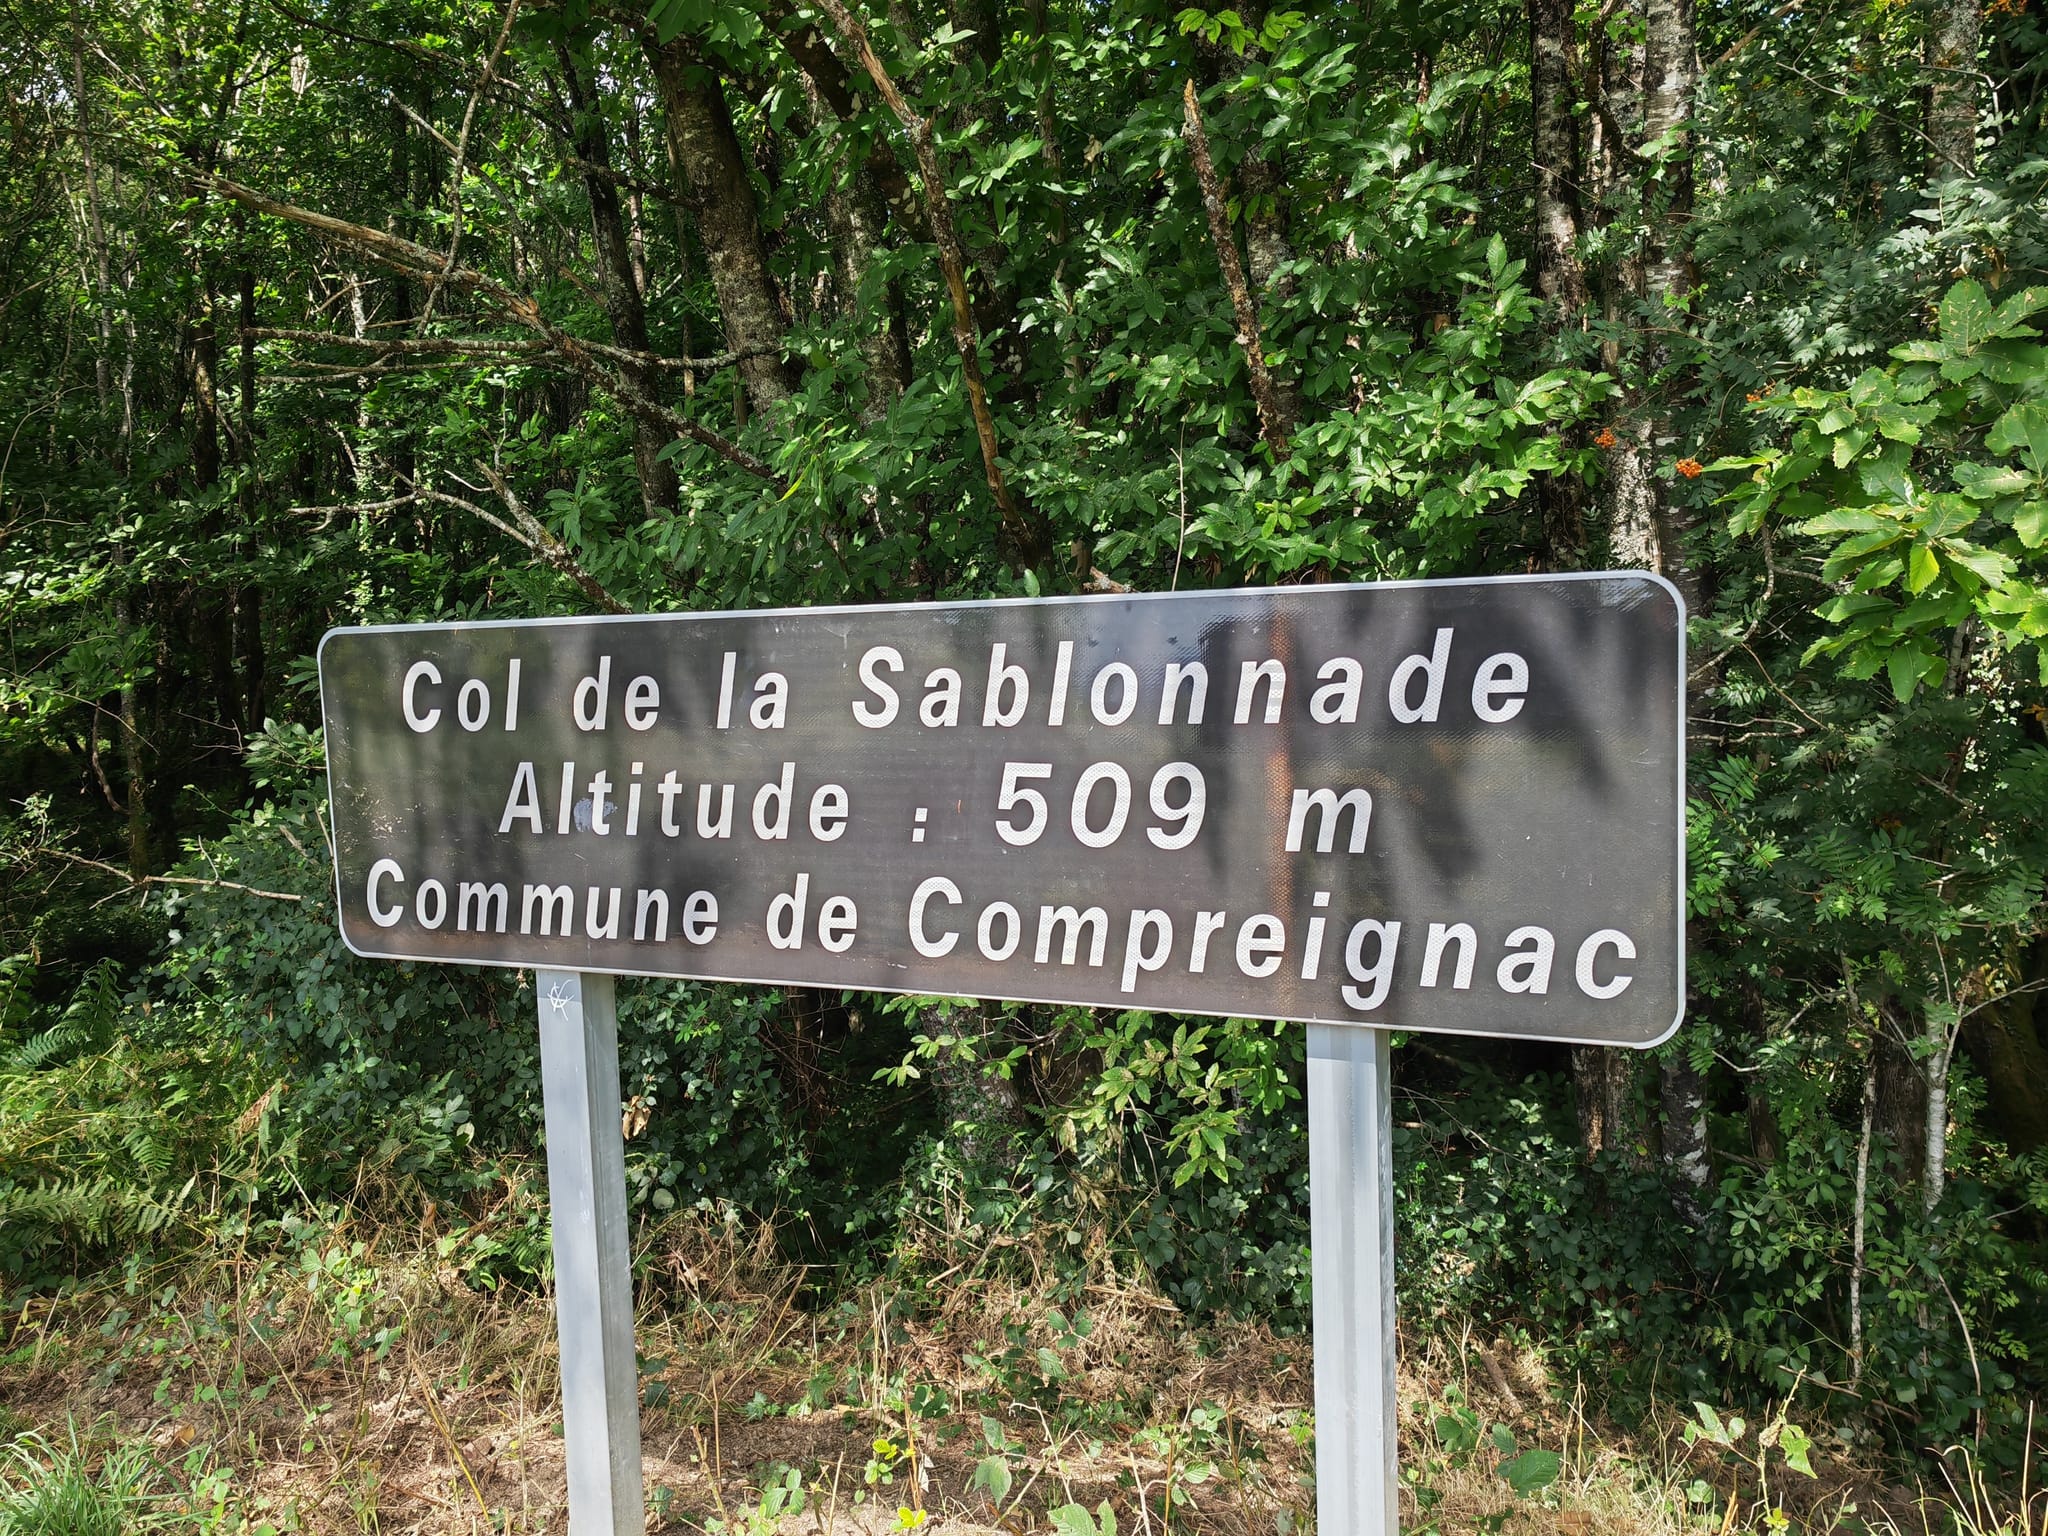 Col de la Sablonnade
Altitude : 509 m
Commune de Compreignac